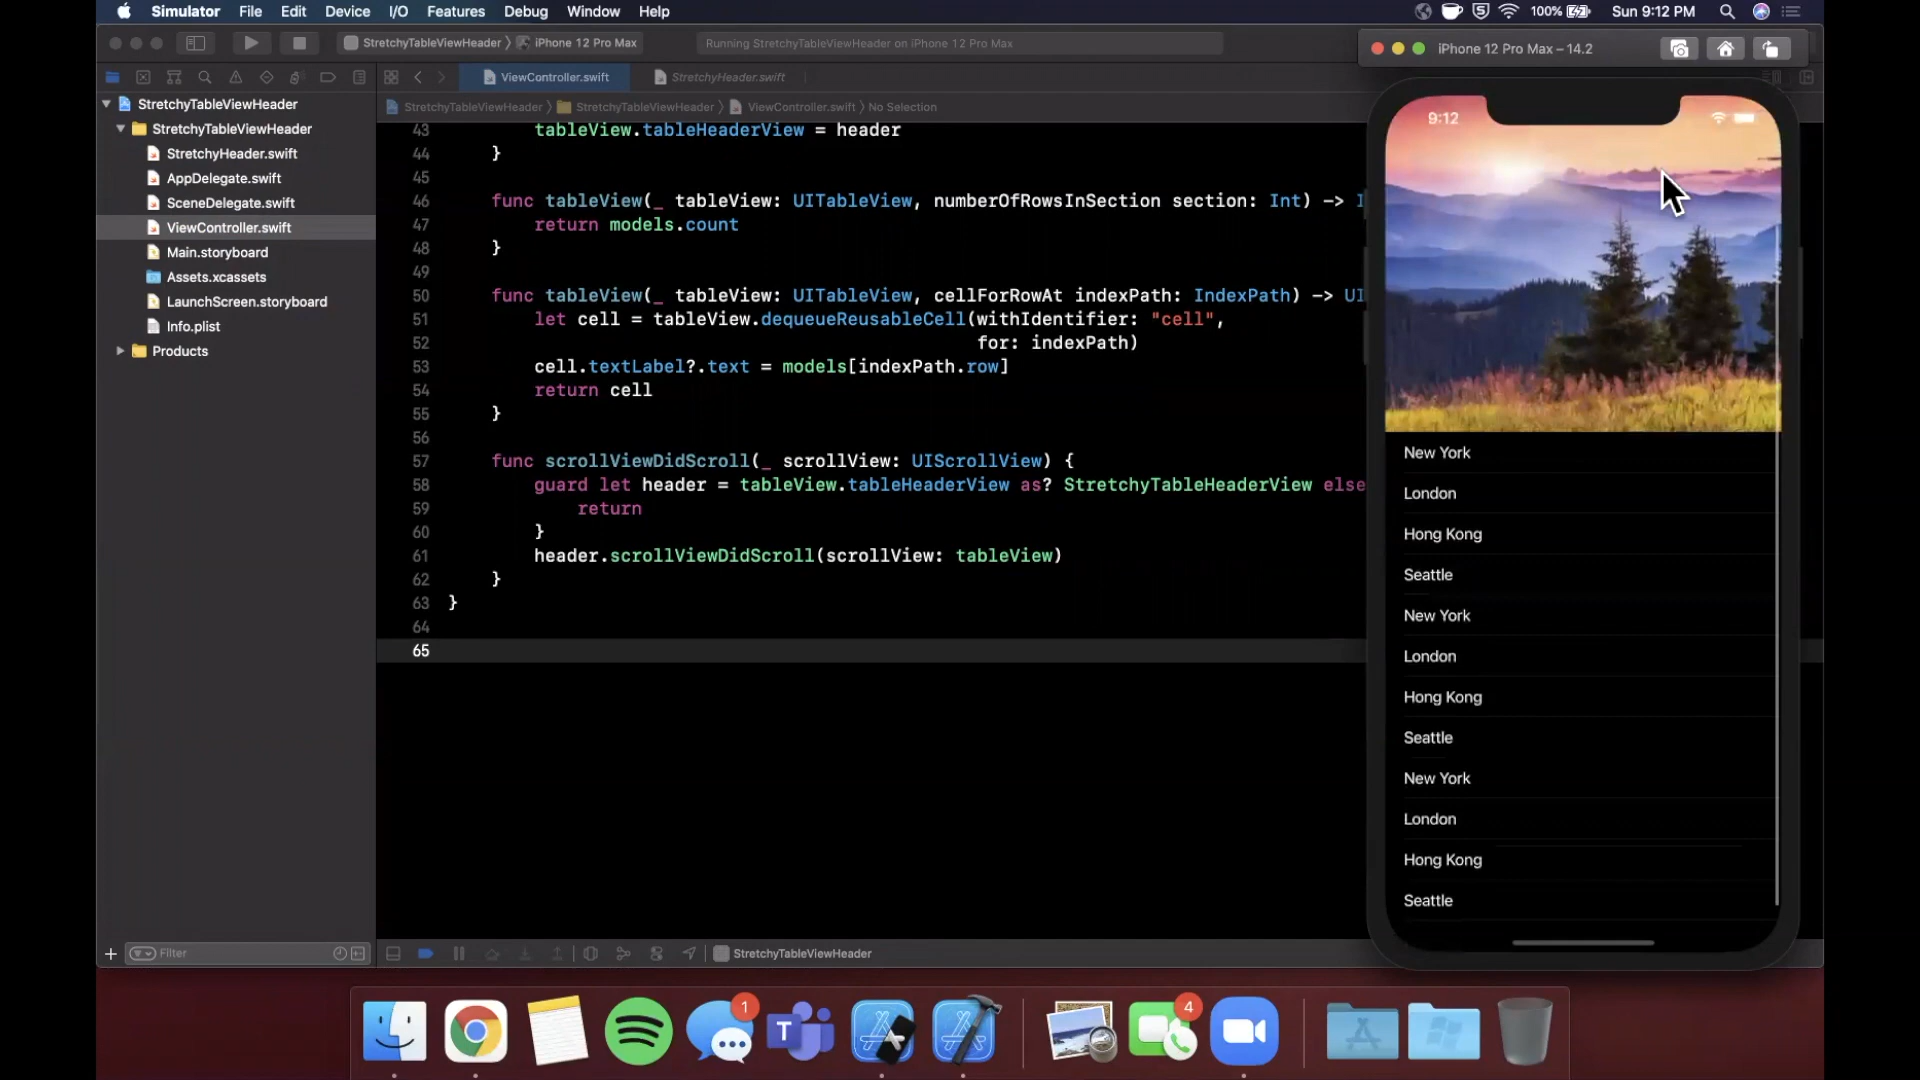 Simulator File Edit Device I/O Features Debug Window Help 100% Sun 9:12 PM
StretchyTableViewHeader iPhone 12 Pro Max Running StretchyTableViewHeader on iPhone 12 Pro Max
iPhone 12 Pro Max – 14.2
ViewController.swift StretchyHeader.swift
StretchyTableViewHeader StretchyTableViewHeader ViewController.swift No Selection
StretchyTableViewHeader
StretchyTableViewHeader
StretchyHeader.swift
AppDelegate.swift
SceneDelegate.swift
ViewController.swift
Main.storyboard
Assets.xcassets
LaunchScreen.storyboard
Info.plist
Products
Filter
43 tableView.tableHeaderView = header
44 }
45
46 func tableView(_ tableView: UITableView, numberOfRowsInSection section: Int) -> I
47 return models.count
48 }
49
50 func tableView(_ tableView: UITableView, cellForRowAt indexPath: IndexPath) -> UI
51 let cell = tableView.dequeueReusableCell(withIdentifier: "cell",
52 for: indexPath)
53 cell.textLabel?.text = models[indexPath.row]
54 return cell
55 }
56
57 func scrollViewDidScroll(_ scrollView: UIScrollView) {
58 guard let header = tableView.tableHeaderView as? StretchyTableHeaderView else
59 return
60 }
61 header.scrollViewDidScroll(scrollView: tableView)
62 }
63 }
64
65
StretchyTableViewHeader
9:12
New York
London
Hong Kong
Seattle
New York
London
Hong Kong
Seattle
New York
London
Hong Kong
Seattle
1
T
4